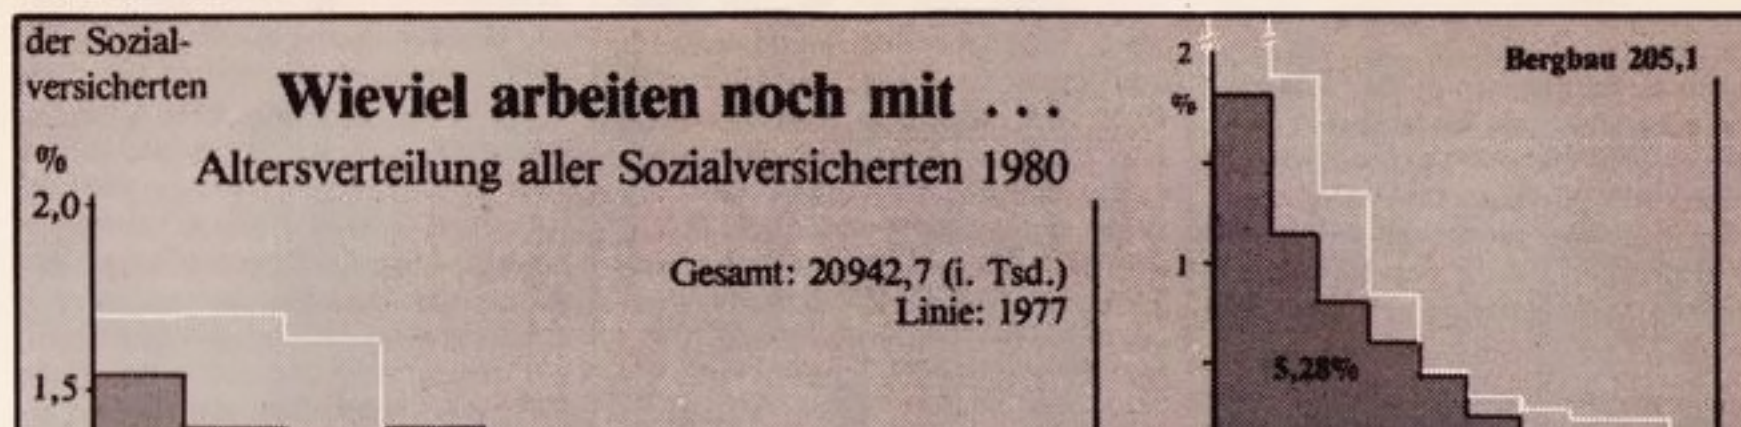 der Sozial-
versicherten
Wieviel arbeiten noch mit ...
Altersverteilung aller Sozialversicherten 1980
%
2,0
Gesamt: 20942,7 (i. Tsd.)
Linie: 1977
1,5
2
%
1
Bergbau 205,1
5,28%